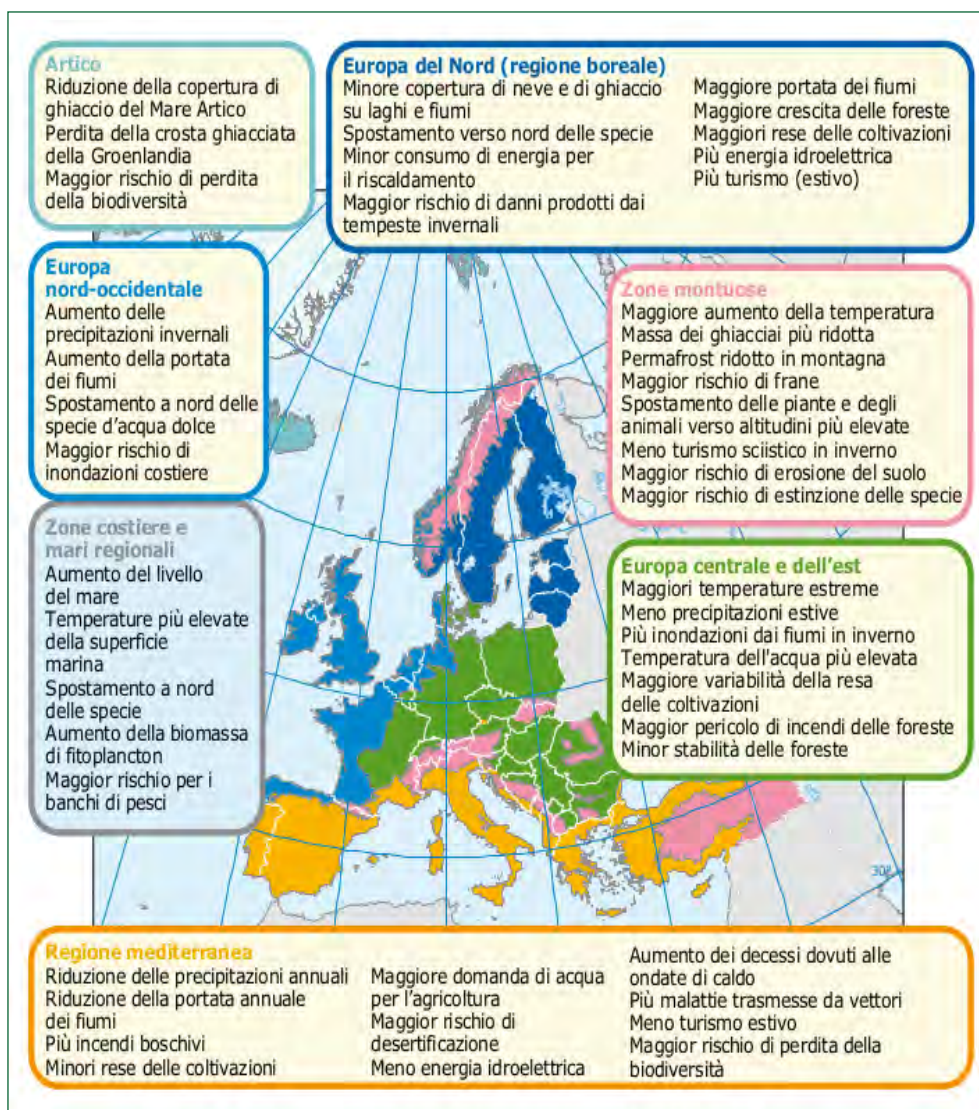 Artico
Riduzione della copertura di
ghiaccio del Mare Artico
Perdita della crosta ghiacciata
della Groenlandia
Maggior rischio di perdita
della biodiversità
Europa del Nord (regione boreale)
Minore copertura di neve e di ghiaccio
su laghi e fiumi
Spostamento verso nord delle specie
Minor consumo di energia per
il riscaldamento
Maggior rischio di danni prodotti dai
tempeste invernali
Maggiore portata dei fiumi
Maggiore crescita delle foreste
Maggiori rese delle coltivazioni
Più energia idroelettrica
Più turismo (estivo)
Europa
nord-occidentale
Aumento delle
precipitazioni invernali
Aumento della portata
dei fiumi
Spostamento a nord delle
specie d'acqua dolce
Maggior rischio di
inondazioni costiere
Zone montuose
Maggiore aumento della temperatura
Massa dei ghiacciai più ridotta
Permafrost ridotto in montagna
Maggior rischio di frane
Spostamento delle piante e degli
animali verso altitudini più elevate
Meno turismo sciistico in inverno
Maggior rischio di erosione del suolo
Maggior rischio di estinzione delle specie
Zone costiere e
mari regionali
Aumento del livello
del mare
Temperature più elevate
della superficie
marina
Spostamento a nord
delle specie
Aumento della biomassa
di fitoplancton
Maggior rischio per i
banchi di pesci
Europa centrale e dell'est
Maggiori temperature estreme
Meno precipitazioni estive
Più inondazioni dai fiumi in inverno
Temperatura dell'acqua più elevata
Maggiore variabilità della resa
delle coltivazioni
Maggior pericolo di incendi delle foreste
Minor stabilità delle foreste
30°
Regione mediterranea
Riduzione delle precipitazioni annuali
Riduzione della portata annuale
dei fiumi
Più incendi boschivi
Minori rese delle coltivazioni
Maggiore domanda di acqua
per l'agricoltura
Maggior rischio di
desertificazione
Meno energia idroelettrica
Aumento dei decessi dovuti alle
ondate di caldo
Più malattie trasmesse da vettori
Meno turismo estivo
Maggior rischio di perdita della
biodiversità